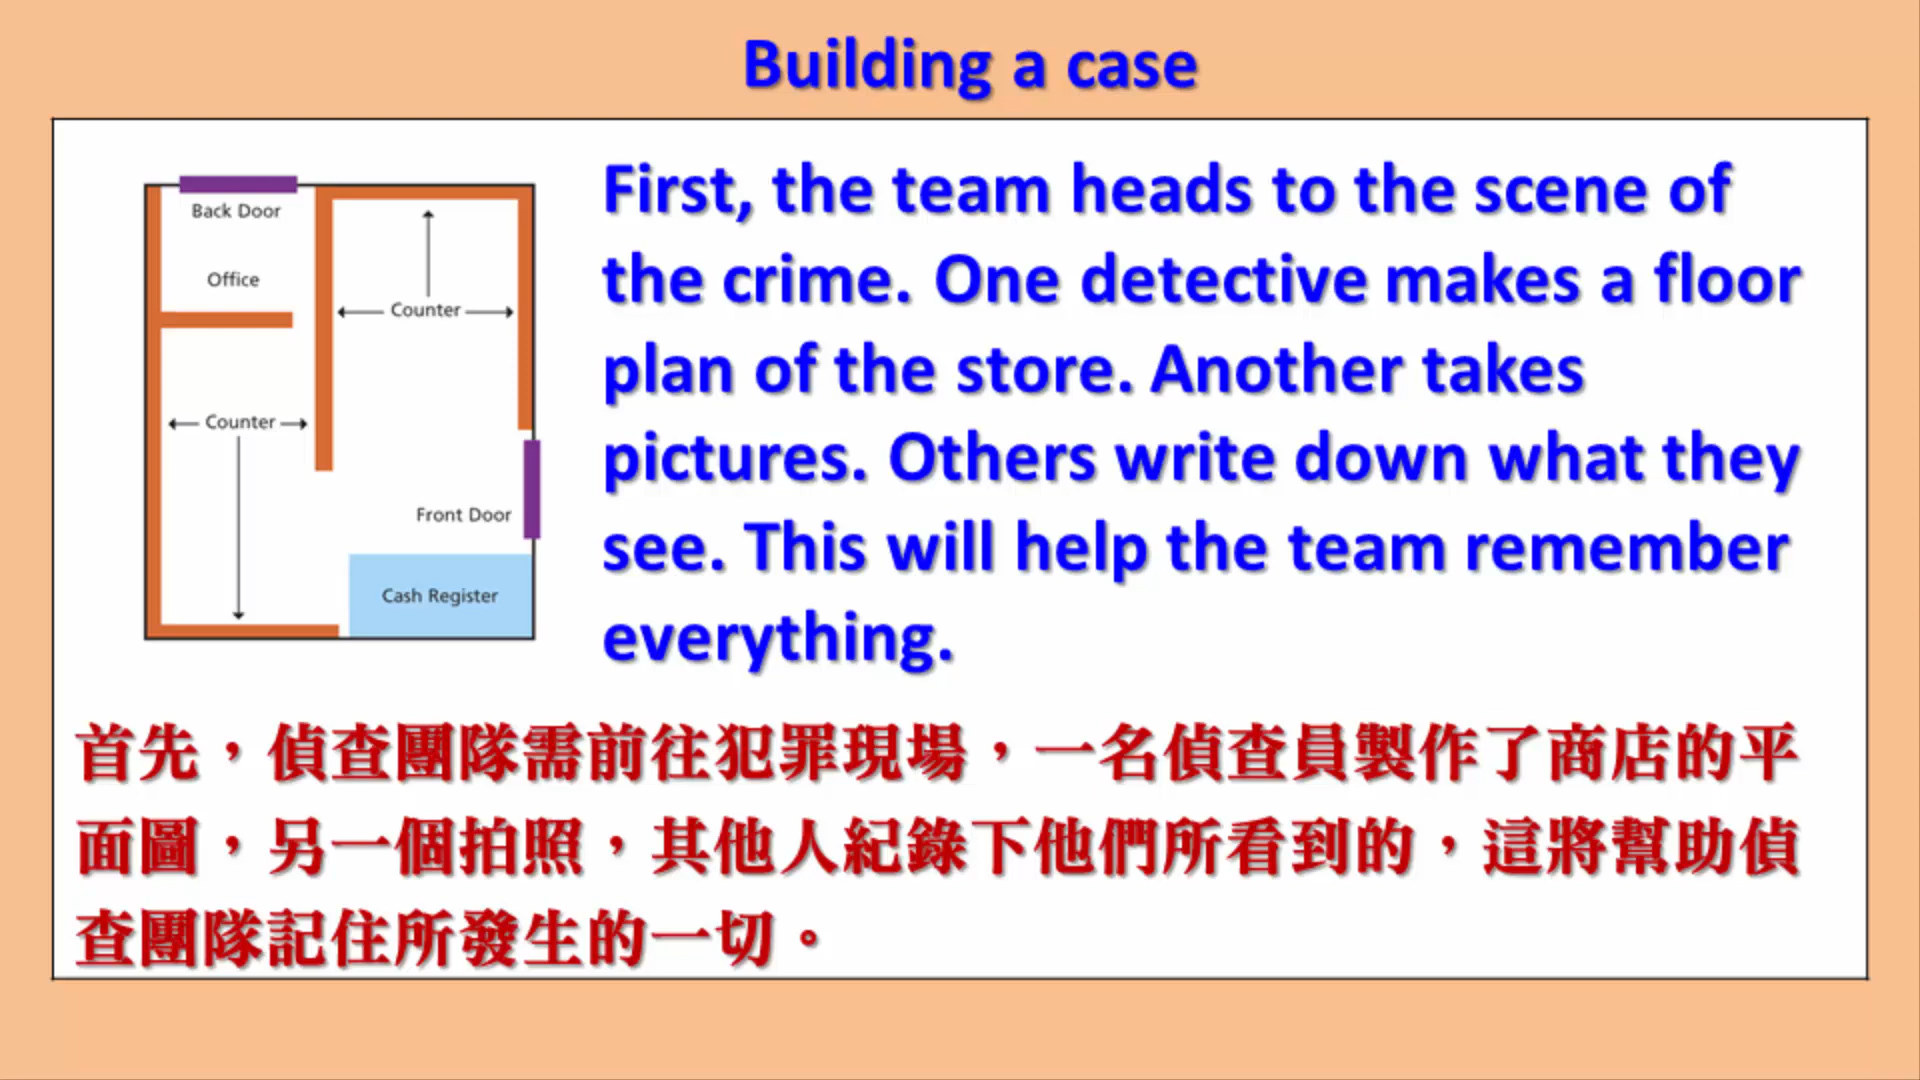 Building a case
Back Door
Office
Counter
Counter
Front Door
Cash Register
First, the team heads to the scene of
the crime. One detective makes a floor
plan of the store. Another takes
pictures. Others write down what they
see. This will help the team remember
everything.
首先，偵查團隊需前往犯罪現場，一名偵查員製作了商店的平
面圖，另一個拍照，其他人紀錄下他們所看到的，這將幫助偵
查團隊記住所發生的一切。